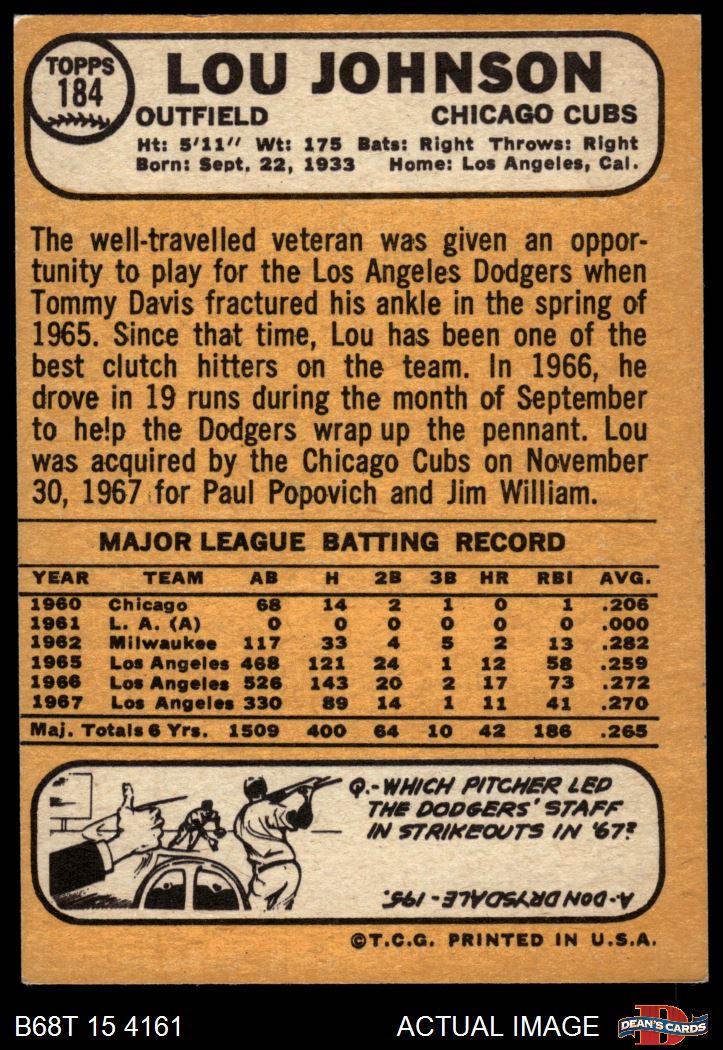 TOPPS
184
LOU JOHNSON
OUTFIELD CHICAGO CUBS
Ht: 5'11" Wt: 175 Bats: Right Throws: Right
Born: Sept. 22, 1933 Home: Los Angeles, Cal.
The well-travelled veteran was given an oppor-
tunity to play for the Los Angeles Dodgers when
Tommy Davis fractured his ankle in the spring of
1965. Since that time, Lou has been one of the
best clutch hitters on the team. In 1966, he
drove in 19 runs during the month of September
to help the Dodgers wrap up the pennant. Lou
was acquired by the Chicago Cubs on November
30, 1967 for Paul Popovich and Jim William.
MAJOR LEAGUE BATTING RECORD
YEAR TEAM AB H 2B 3B HR RBI AVG.
1960 Chicago 68 14 2 1 0 1 .206
1961 L. A. (A) 0 0 0 0 0 0 .000
1962 Milwaukee 117 33 4 5 2 13 .282
1965 Los Angeles 468 121 24 1 12 58 .259
1966 Los Angeles 526 143 20 2 17 73 .272
1967 Los Angeles 330 89 14 1 11 41 .270
Maj. Totals 6 Yrs. 1509 400 64 10 42 186 .265
Q.-WHICH PITCHER LED
THE DODGERS' STAFF
IN STRIKEOUTS IN '67?
A-DON DRYSDALE-196.
©T.C.G. PRINTED IN U.S.A.
B68T 15 4161 ACTUAL IMAGE DEAN'S CARDS